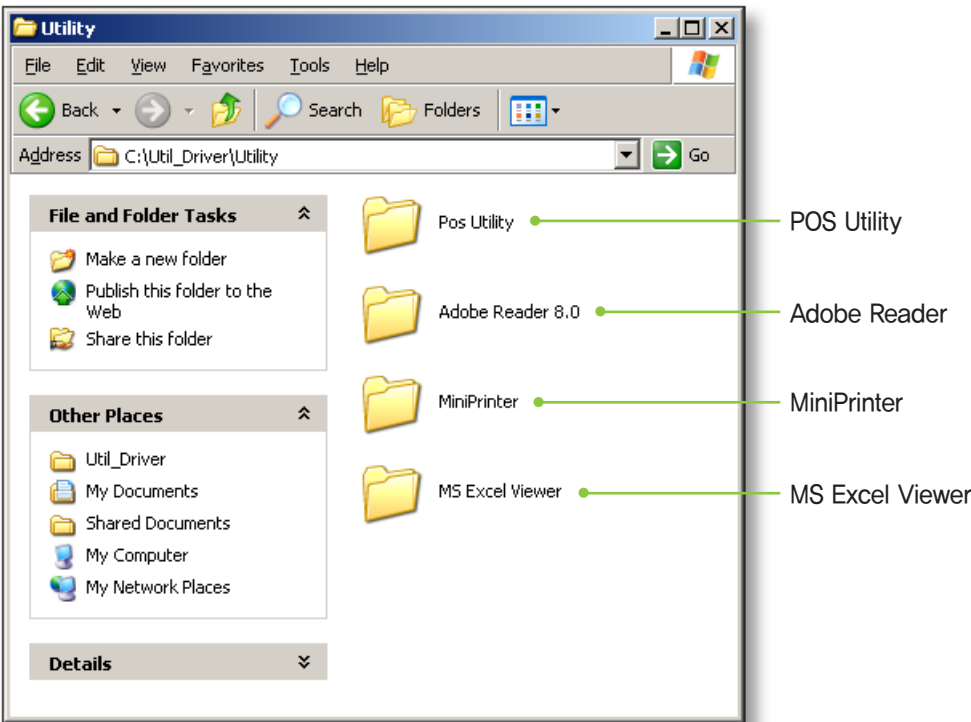 Utility
File Edit View Favorites Tools Help
Back Search Folders
Address C:\Util_Driver\Utility Go
File and Folder Tasks
Make a new folder
Publish this folder to the
Web
Share this folder
Other Places
Util_Driver
My Documents
Shared Documents
My Computer
My Network Places
Details
Pos Utility POS Utility
Adobe Reader 8.0 Adobe Reader
MiniPrinter MiniPrinter
MS Excel Viewer MS Excel Viewer